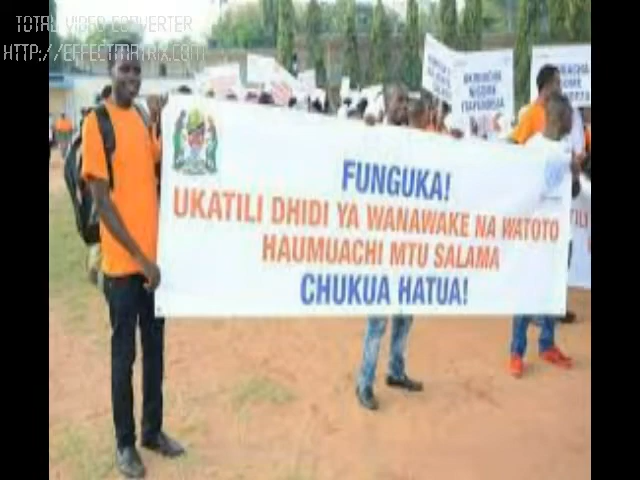 TOTAL VIDEO CONVERTER
HTTP://EFFECTMATRIX.COM
FUNGUKA!
UKATILI DHIDI YA WANAWAKE NA WATOTO
HAUMUACHI MTU SALAMA
CHUKUA HATUA!